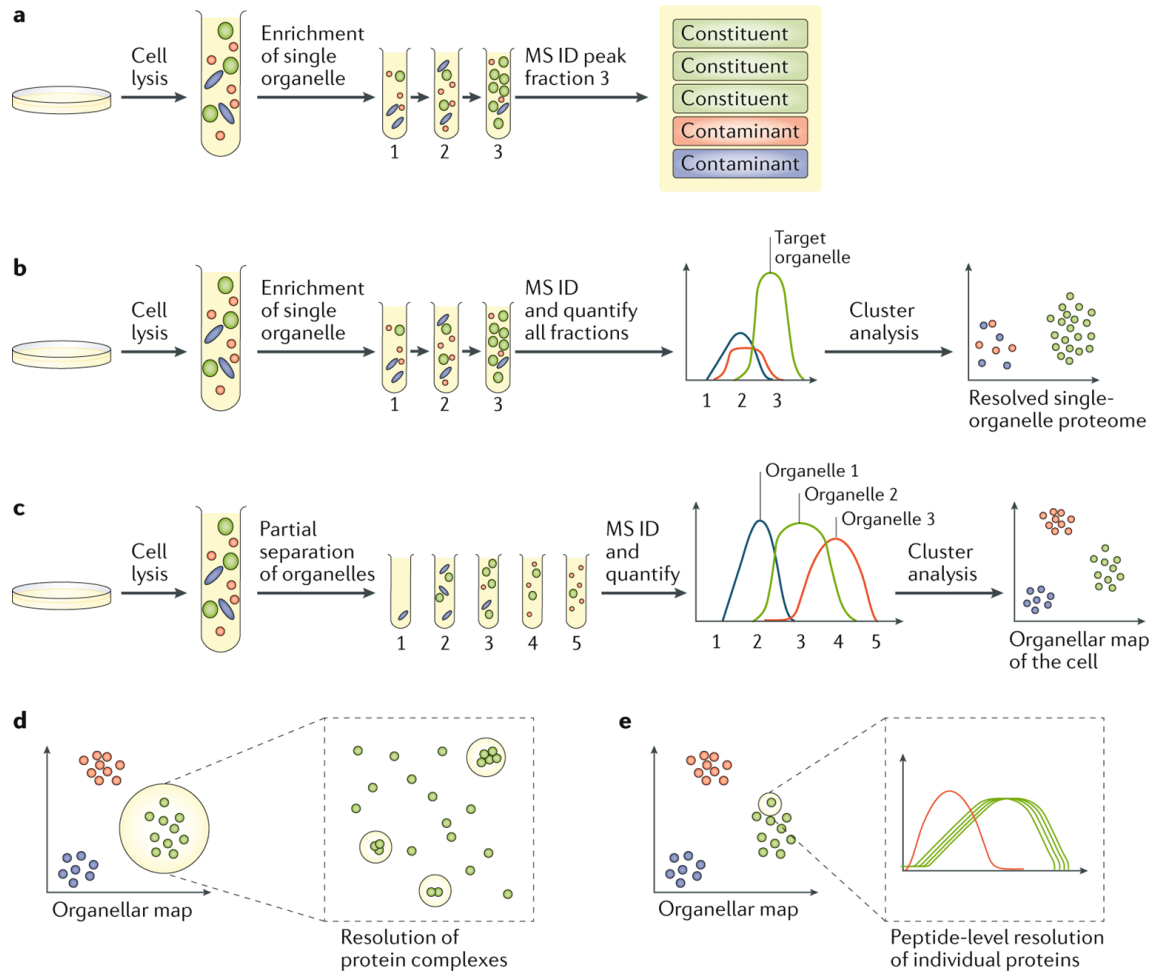 a
Cell
lysis
Enrichment
of single
organelle
1
2
3
MS ID peak
fraction 3
Constituent
Constituent
Constituent
Contaminant
Contaminant
b
Cell
lysis
Enrichment
of single
organelle
1
2
3
MS ID
and quantify
all fractions
Target
organelle
1
2
3
Cluster
analysis
Resolved single-
organelle proteome
c
Cell
lysis
Partial
separation
of organelles
1
2
3
4
5
MS ID
and
quantify
Organelle 1
Organelle 2
Organelle 3
1
2
3
4
5
Cluster
analysis
Organellar map
of the cell
d
Organellar map
Resolution of
protein complexes
e
Organellar map
Peptide-level resolution
of individual proteins